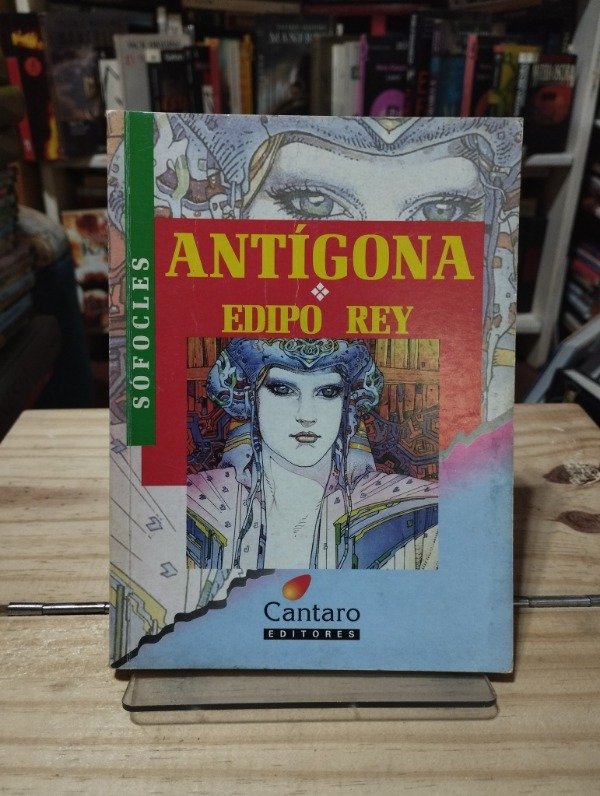 SÓFOCLES
ANTÍGONA
EDIPO REY
Cantaro
EDITORES